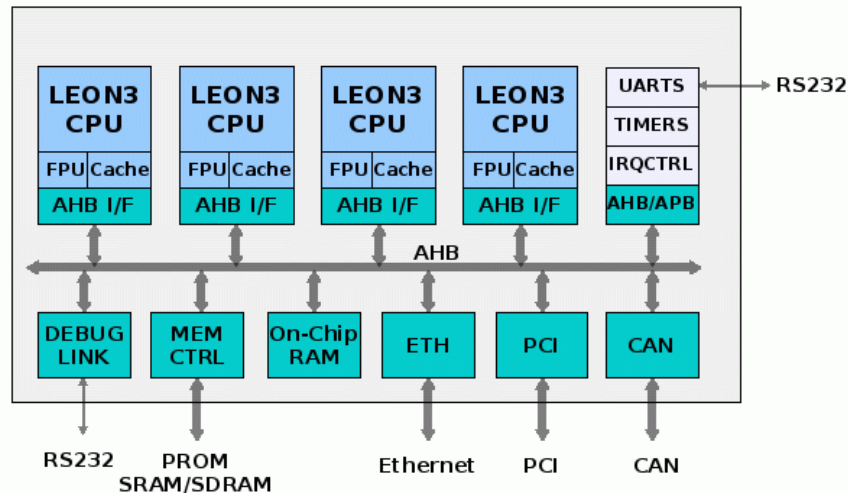 LEON3
CPU
FPU Cache
AHB I/F
LEON3
CPU
FPU Cache
AHB I/F
LEON3
CPU
FPU Cache
AHB I/F
LEON3
CPU
FPU Cache
AHB I/F
UARTS
TIMERS
IRQCTRL
AHB/APB
RS232
AHB
DEBUG
LINK
MEM
CTRL
On-Chip
RAM
ETH
PCI
CAN
RS232
PROM
SRAM/SDRAM
Ethernet
PCI
CAN